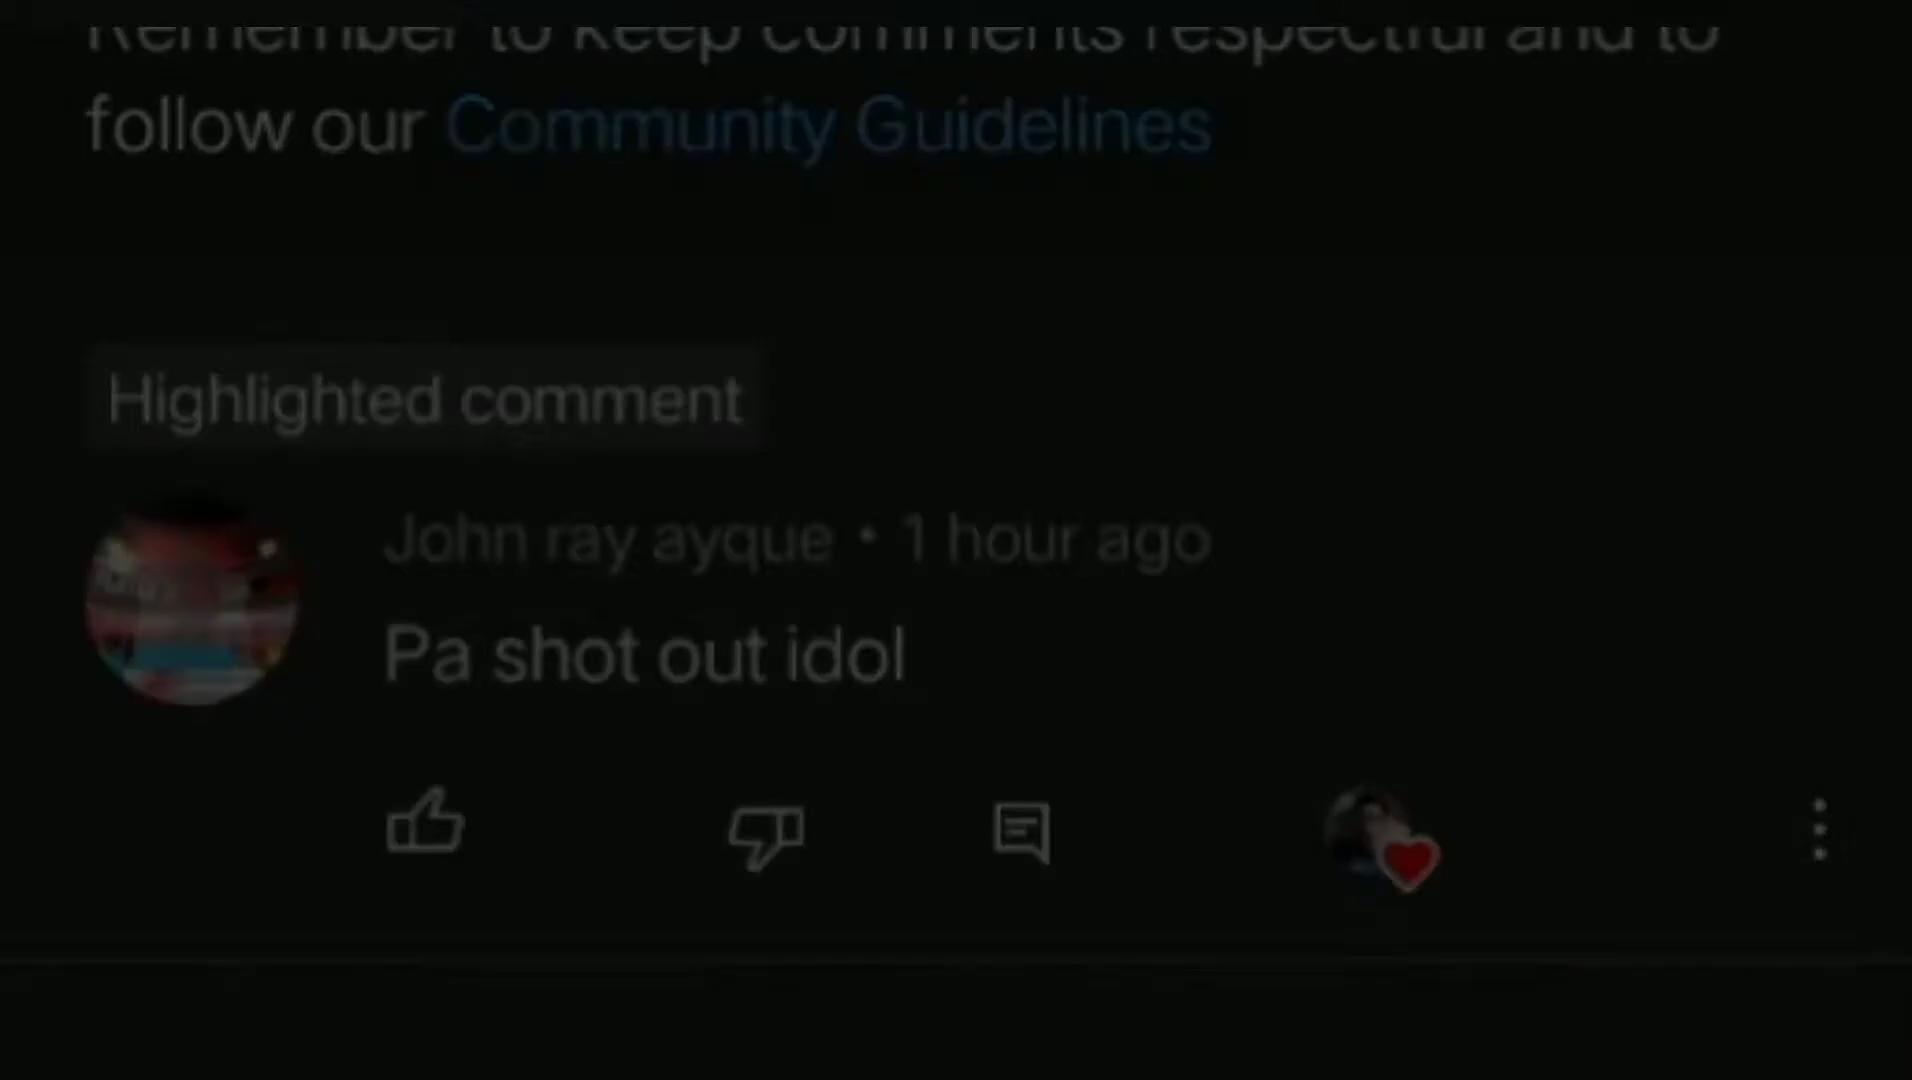 Remember to keep comments respectful and to
follow our Community Guidelines
Highlighted comment
John ray ayque • 1 hour ago
Pa shot out idol